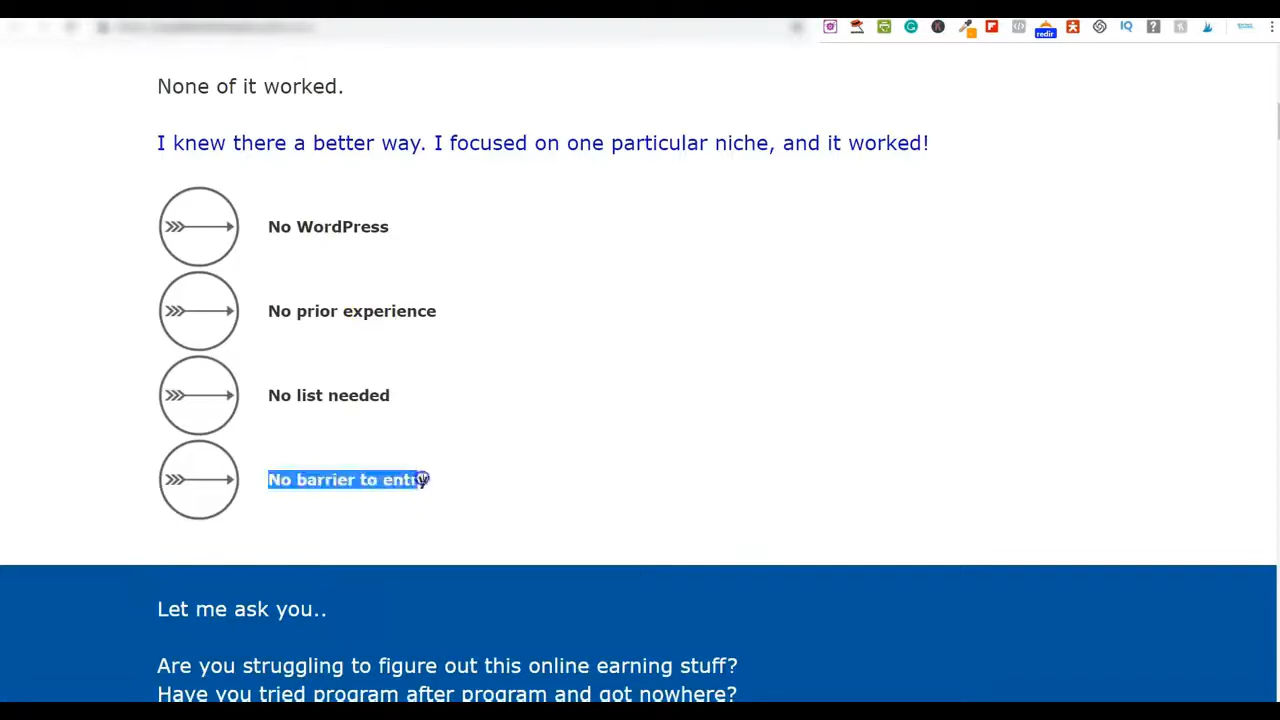 redir
IQ
None of it worked.
I knew there a better way. I focused on one particular niche, and it worked!
No WordPress
No prior experience
No list needed
No barrier to entry
Let me ask you..
Are you struggling to figure out this online earning stuff?
Have you tried program after program and got nowhere?